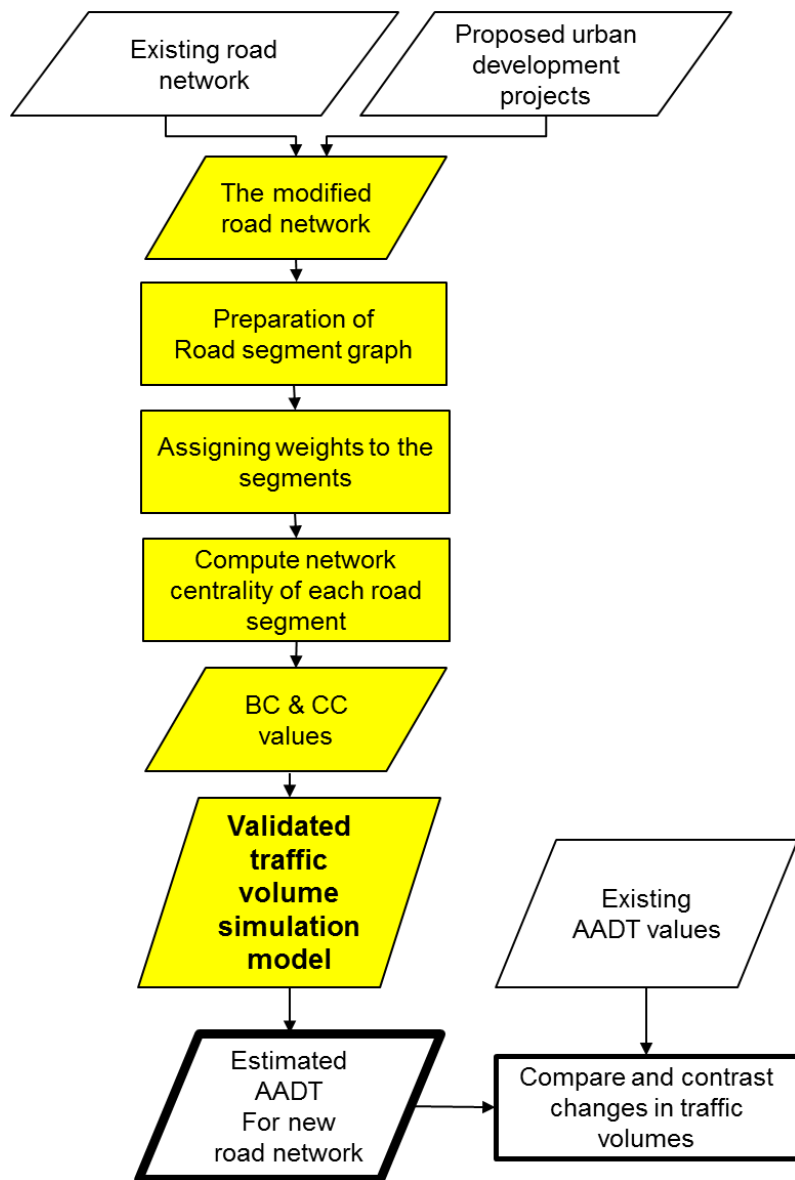 Existing road
network
Proposed urban
development
projects
The modified
road network
Preparation of
Road segment graph
Assigning weights to the
segments
Compute network
centrality of each road
segment
BC & CC
values
Validated
traffic
volume
simulation
model
Existing
AADT values
Estimated
AADT
For new
road network
Compare and contrast
changes in traffic
volumes